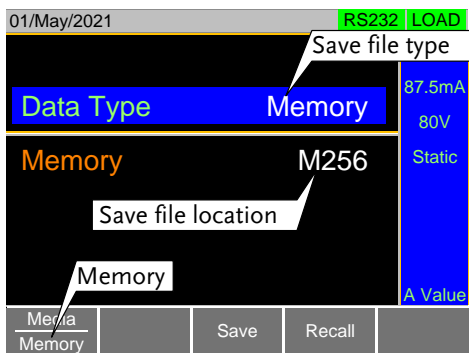 01/May/2021 RS232 LOAD
Save file type
87.5mA
Data Type Memory
80V
Memory M256
Static
Save file location
Memory
A Value
Media
Memory
Save
Recall